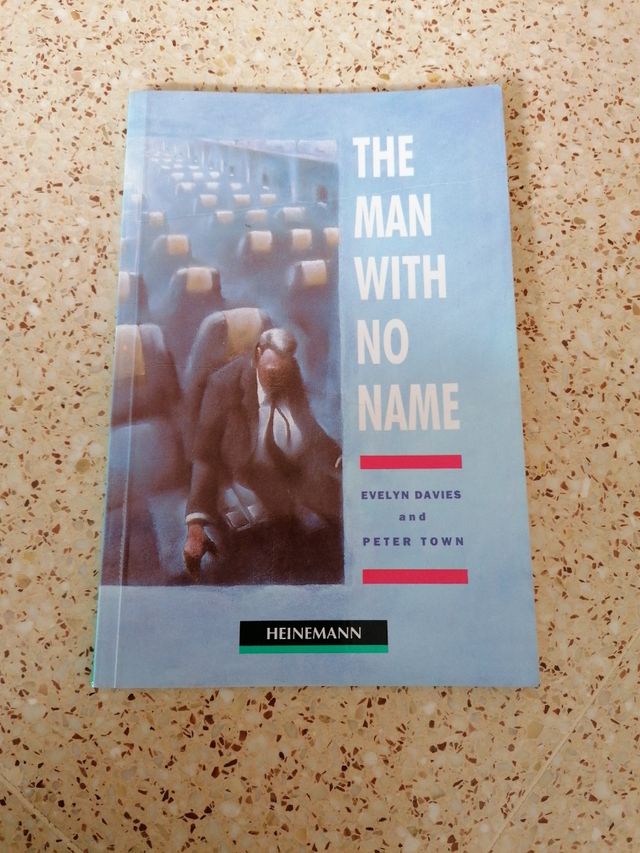 THE
MAN
WITH
NO
NAME
EVELYN DAVIES
and
PETER TOWN
HEINEMANN